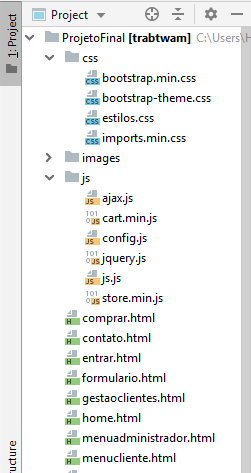 Project
1: Project
ProjetoFinal [trabtwam] C:\Users\H
css
bootstrap.min.css
bootstrap-theme.css
estilos.css
imports.min.css
images
js
ajax.js
cart.min.js
config.js
jquery.js
js.js
store.min.js
comprar.html
contato.html
entrar.html
formulario.html
gestaoclientes.html
home.html
menuadministrador.html
menucliente.html
ructure